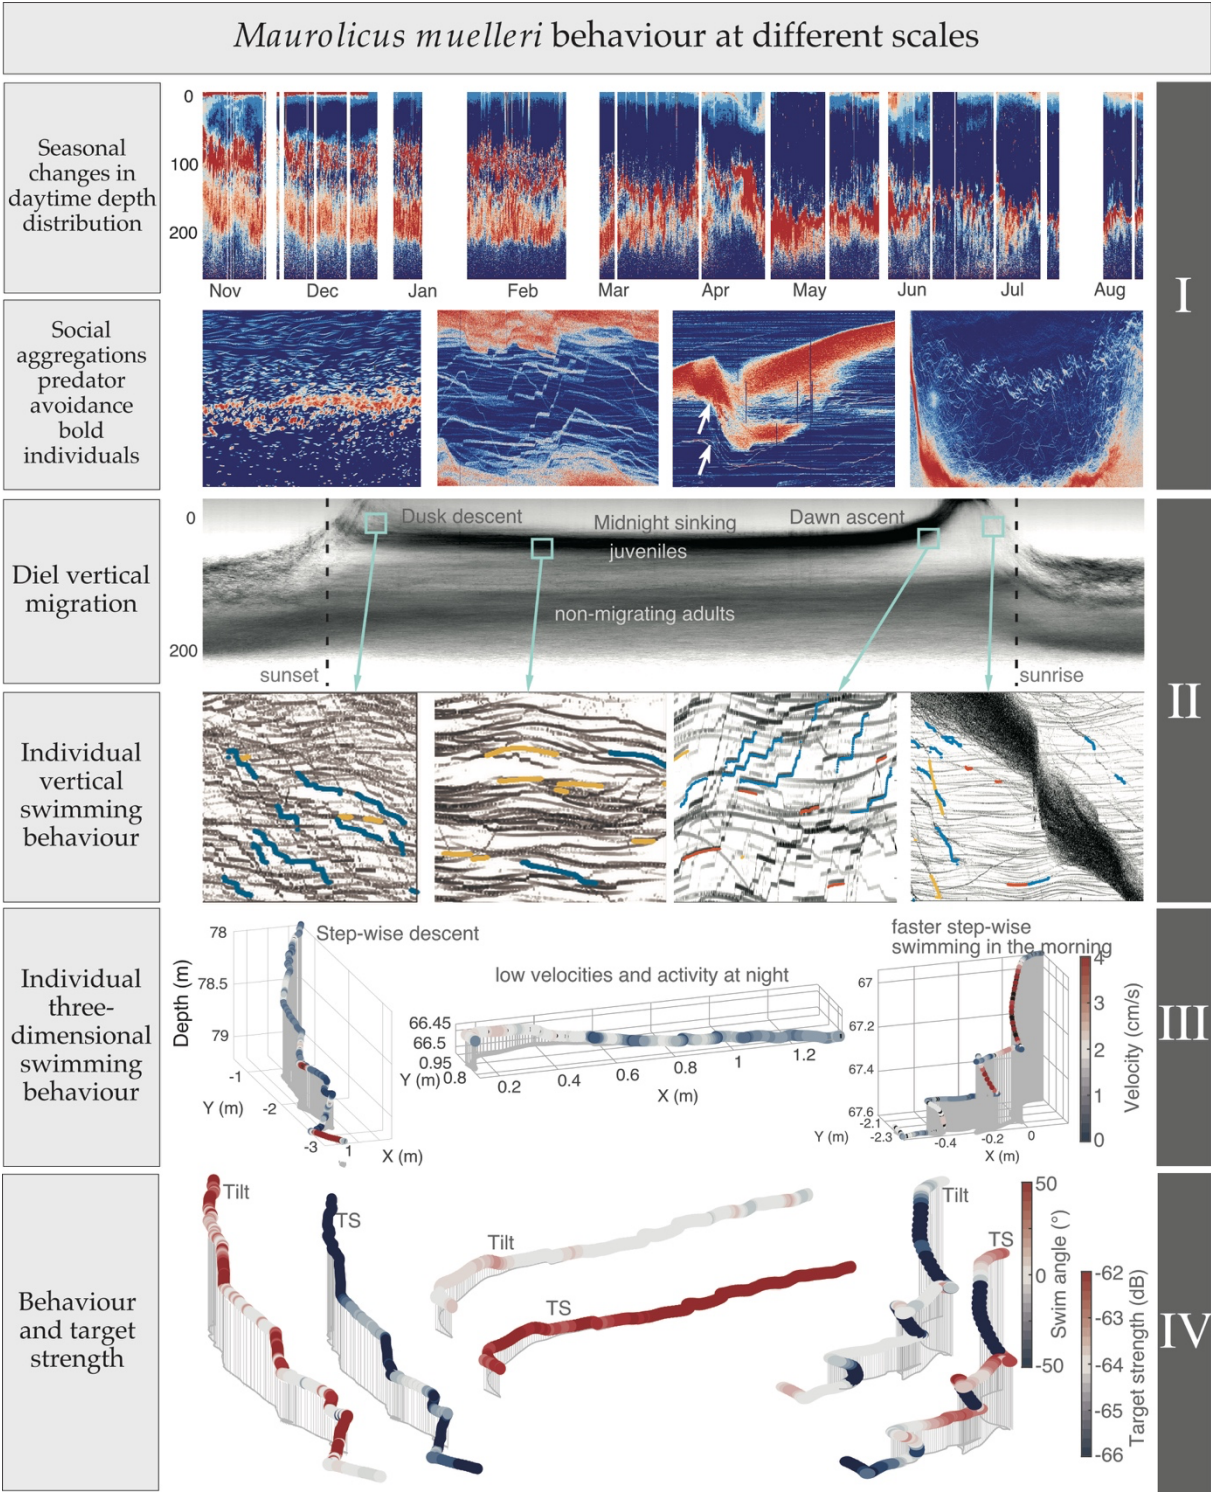 Maurolicus muelleri behaviour at different scales
Seasonal
changes in
daytime depth
distribution
0
100
200
Nov Dec Jan Feb Mar Apr May Jun Jul Aug
I
Social
aggregations
predator
avoidance
bold
individuals
Diel vertical
migration
0
200
Dusk descent
Midnight sinking
Dawn ascent
juveniles
non-migrating adults
sunset
sunrise
II
Individual
vertical
swimming
behaviour
Individual
three-
dimensional
swimming
behaviour
Step-wise descent
Depth (m)
78
78.5
79
-1
-2
-3
Y (m)
1
X (m)
low velocities and activity at night
66.45
66.5
0.95
0.8
Y (m)
0.2 0.4 0.6 0.8 1 1.2
X (m)
faster step-wise
swimming in the morning
67
67.2
67.4
67.6
-2.1
-2.3
Y (m)
-0.4 -0.2 0
X (m)
4
3
2
1
0
Velocity (cm/s)
III
Behaviour
and target
strength
Tilt
TS
Tilt
TS
Tilt
TS
50
0
-50
Swim angle (°)
-62
-63
-64
-65
-66
Target strength (dB)
IV